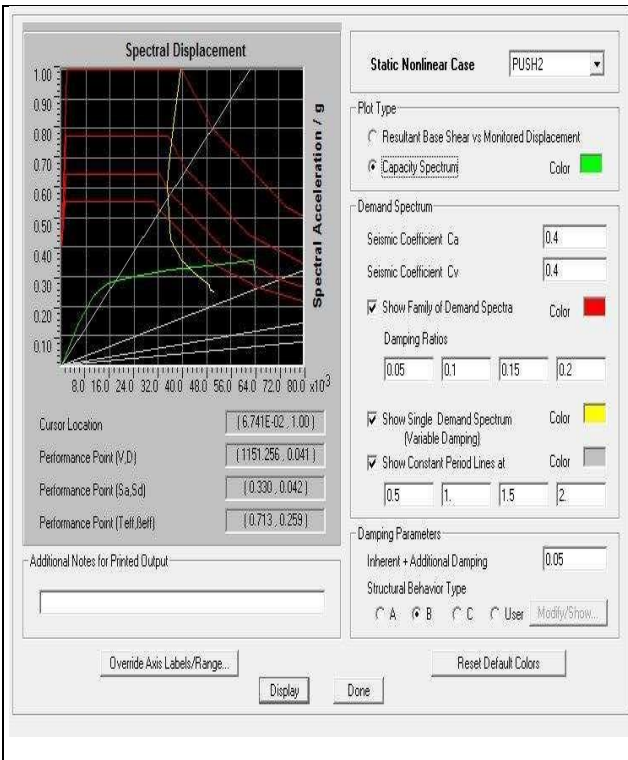 Spectral Displacement
1.00
0.90
0.80
0.70
0.60
0.50
0.40
0.30
0.20
0.10
Spectral Acceleration / g
8.0 16.0 24.0 32.0 40.0 48.0 56.0 64.0 72.0 80.0 x10³
Cursor Location
( 6.741E-02 , 1.00 )
Performance Point (V,D)
( 1151.256 , 0.041 )
Performance Point (Sa,Sd)
( 0.330 , 0.042 )
Performance Point (Teff,βeff)
( 0.713 , 0.259 )
Additional Notes for Printed Output
Override Axis Labels/Range...
Display
Done
Static Nonlinear Case
PUSH2
Plot Type
Resultant Base Shear vs Monitored Displacement
Capacity Spectrum
Color
Demand Spectrum
Seismic Coefficient Ca
0.4
Seismic Coefficient Cv
0.4
Show Family of Demand Spectra
Color
Damping Ratios
0.05 0.1 0.15 0.2
Show Single Demand Spectrum
Color
(Variable Damping)
Show Constant Period Lines at
Color
0.5 1. 1.5 2.
Damping Parameters
Inherent + Additional Damping
0.05
Structural Behavior Type
A B C User Modify/Show...
Reset Default Colors